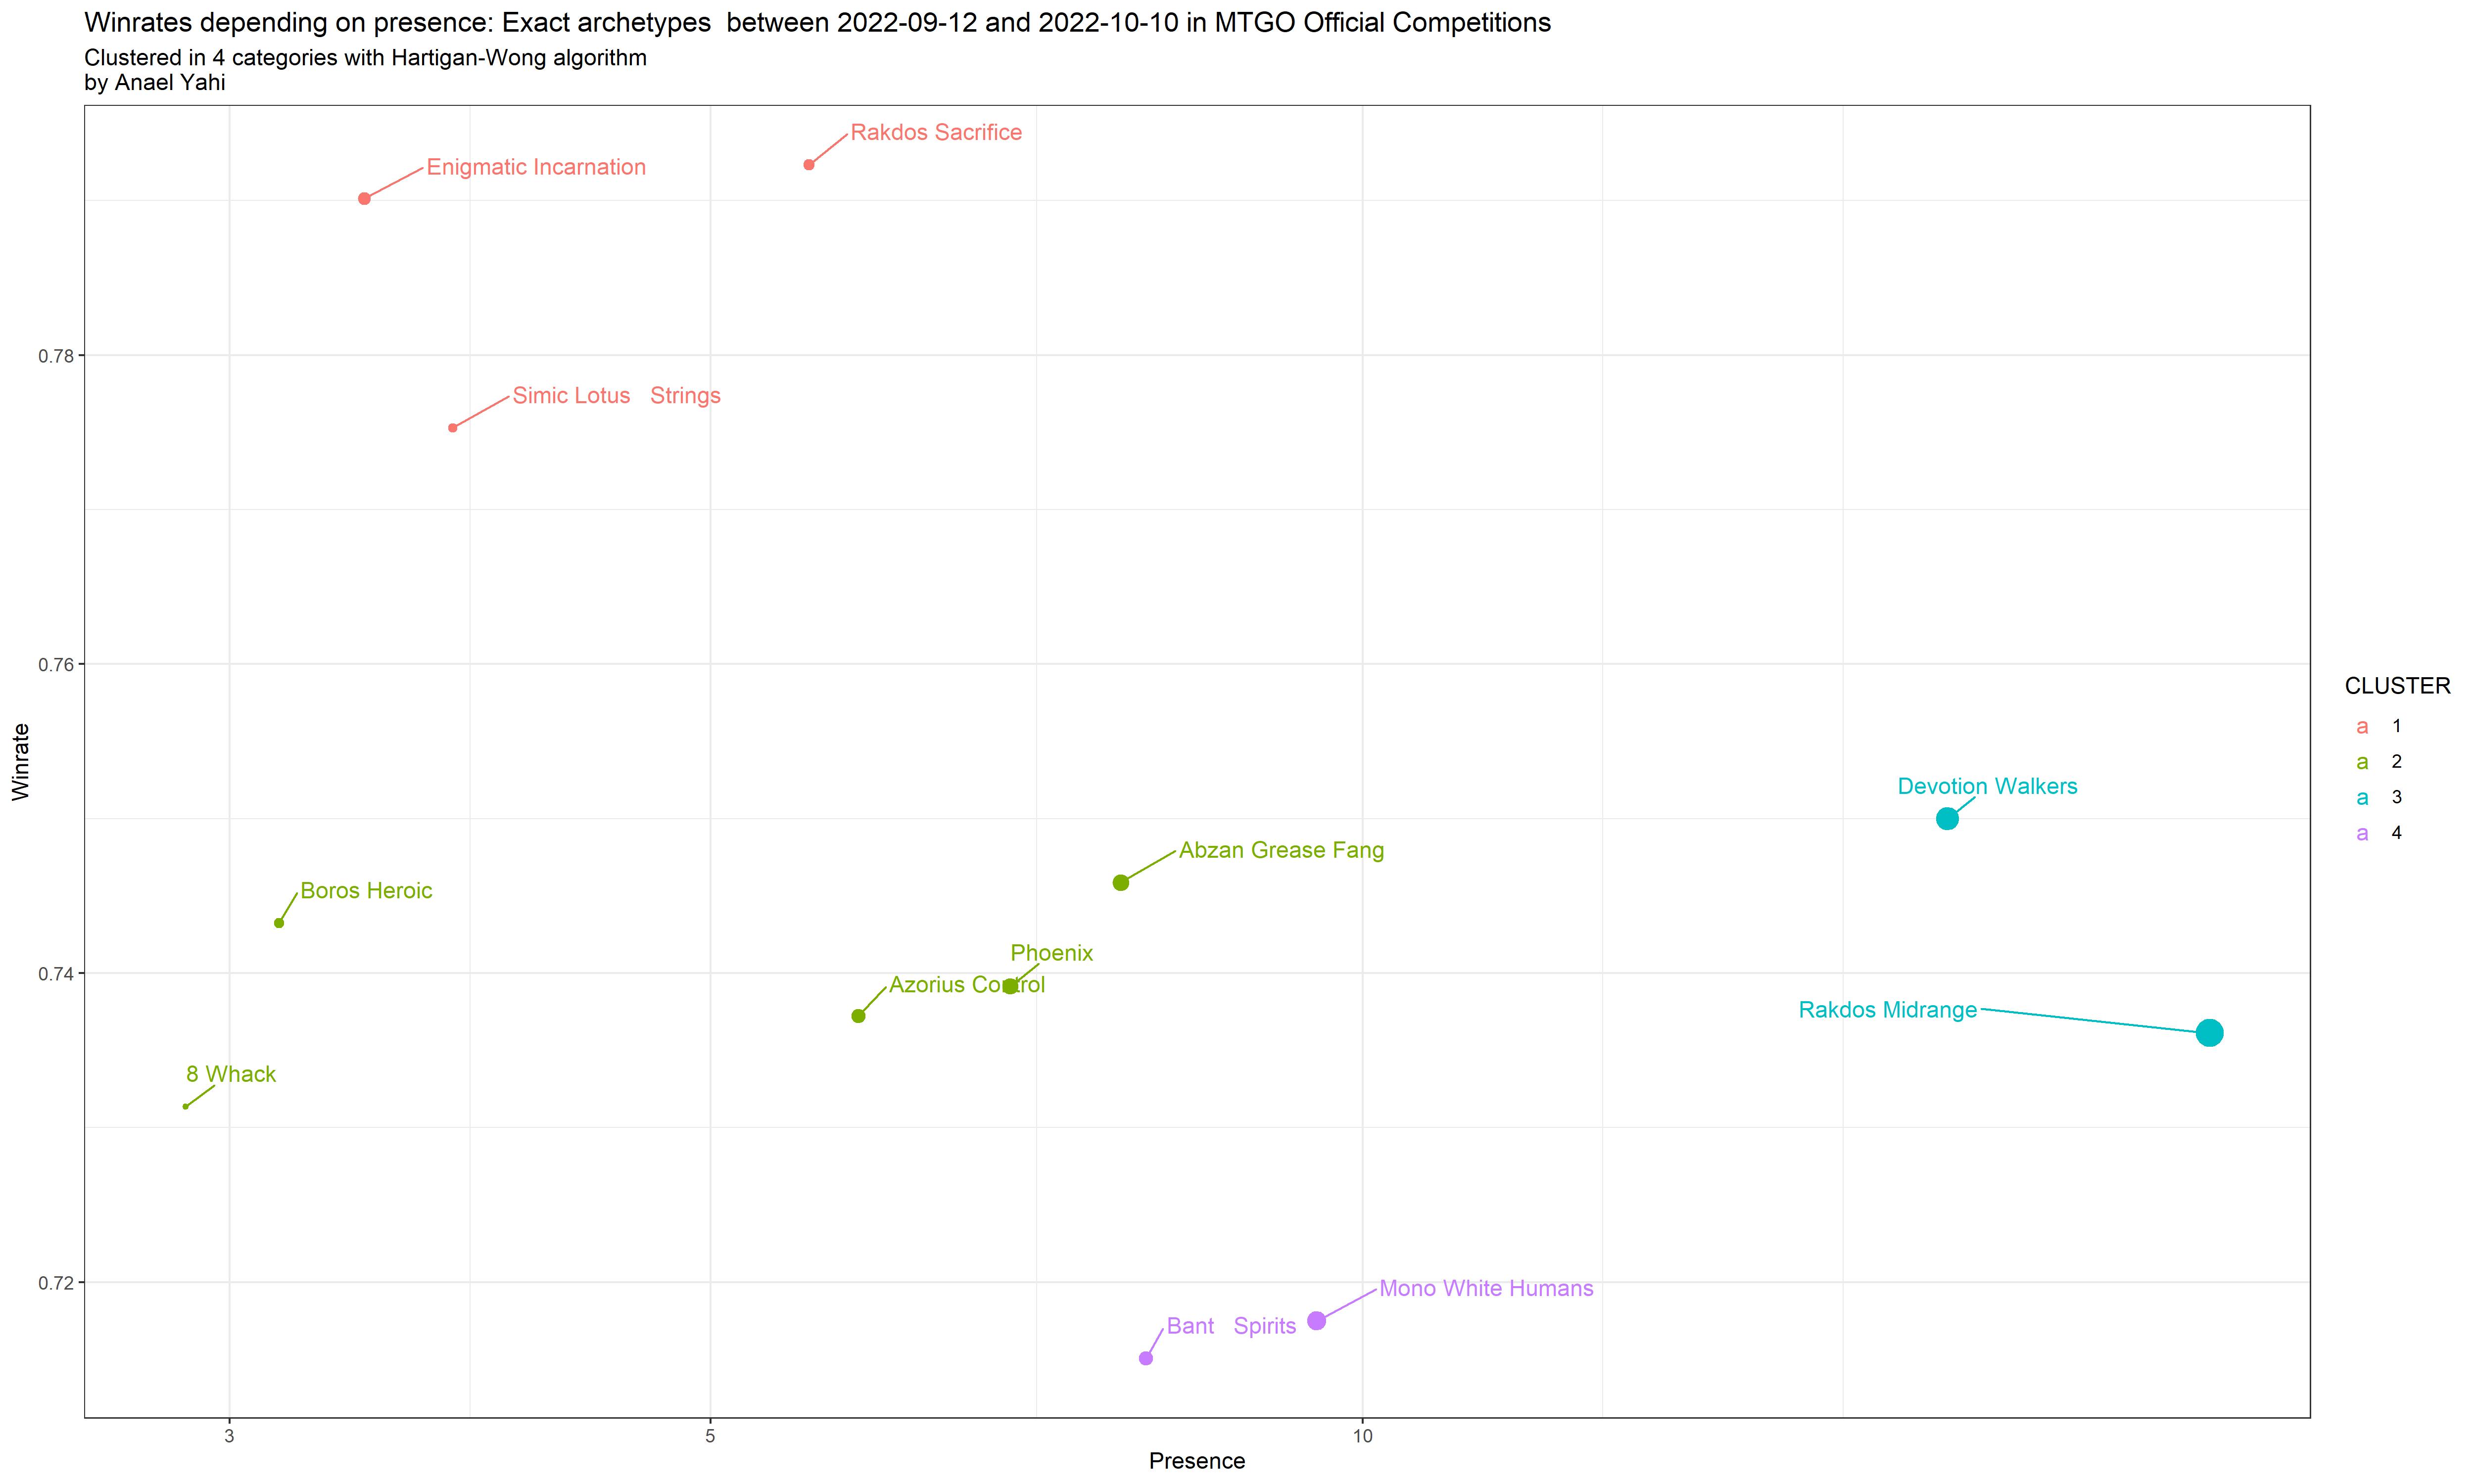 Winrates depending on presence: Exact archetypes  between 2022-09-12 and 2022-10-10 in MTGO Official Competitions
Clustered in 4 categories with Hartigan-Wong algorithm
by Anael Yahi
Rakdos Sacrifice
Enigmatic Incarnation
0.78
Simic Lotus   Strings
0.76
CLUSTER
a 1
a 2
a 3
a 4
Winrate
Devotion Walkers
Abzan Grease Fang
Boros Heroic
Phoenix
0.74
Azorius Control
Rakdos Midrange
8 Whack
0.72
Mono White Humans
Bant   Spirits
3 5 10
Presence